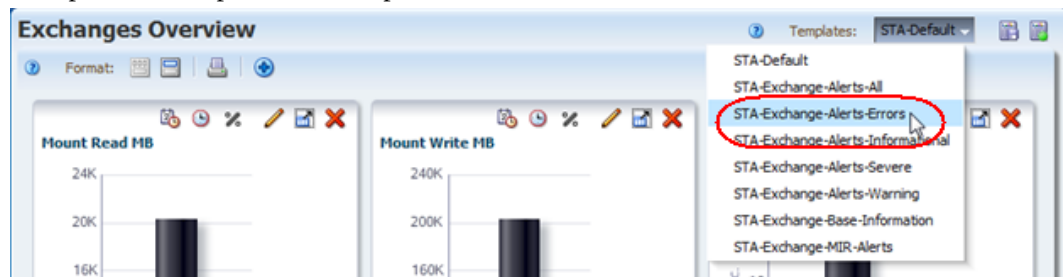 Exchanges Overview
Templates: STA-Default
Format:
STA-Default
STA-Exchange-Alerts-All
STA-Exchange-Alerts-Errors
STA-Exchange-Alerts-Informational
STA-Exchange-Alerts-Severe
STA-Exchange-Alerts-Warning
STA-Exchange-Base-Information
STA-Exchange-MIR-Alerts
Mount Read MB
Mount Write MB
24K
240K
20K
200K
16K
160K